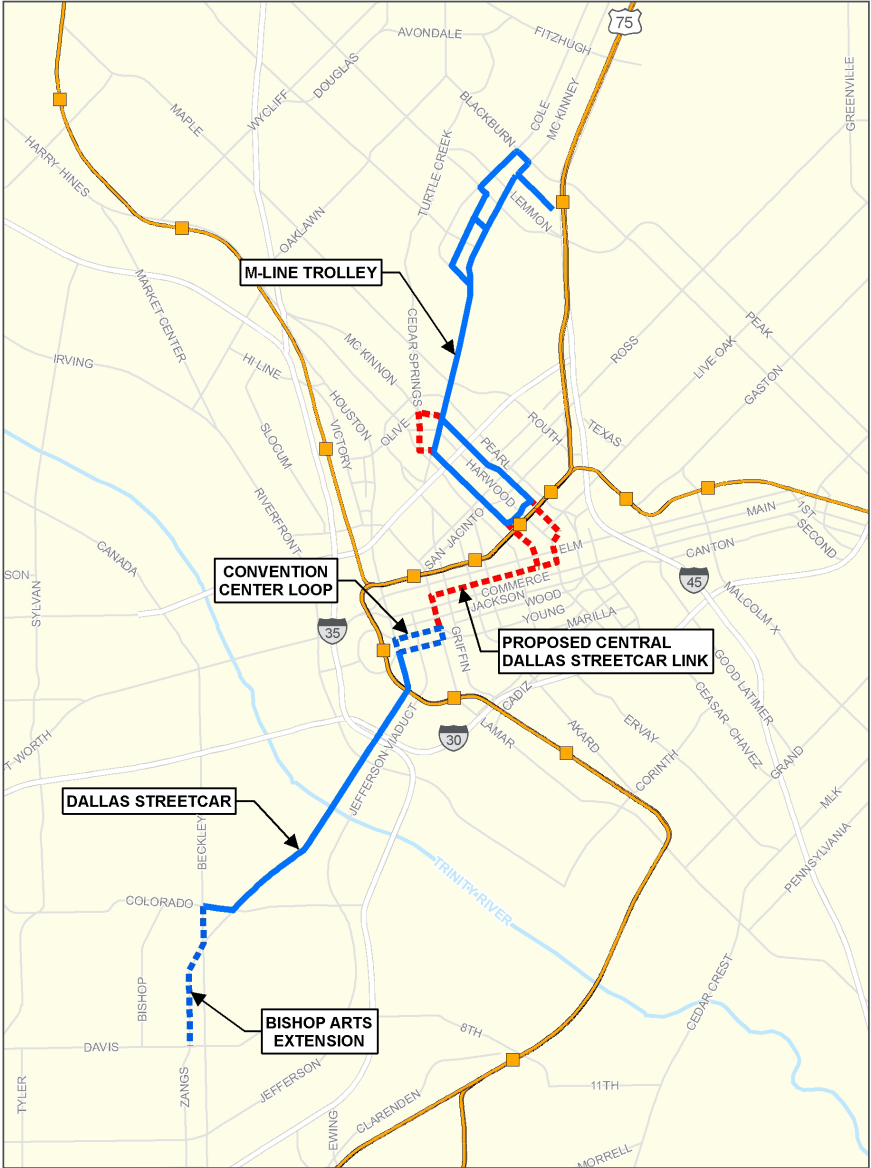 75
AVONDALE
FITZHUGH
DOUGLAS
WYCLIFF
MAPLE
BLACKBURN
COLE
MC KINNEY
GREENVILLE
HARRY HINES
TURTLE CREEK
LEMMON
OAKLAWN
M-LINE TROLLEY
MARKET CENTER
CEDAR SPRINGS
MC KINNON
IRVING
HI LINE
ROSS
PEAK
LIVE OAK
GASTON
HOUSTON
VICTORY
OLIVE
ROUTH
TEXAS
SLOCUM
PEARL
HARWOOD
RIVERFRONT
SAN JACINTO
MAIN
1ST
SECOND
ELM
CANTON
CANADA
CONVENTION
CENTER LOOP
SON
SYLVAN
COMMERCE
JACKSON
WOOD
YOUNG
MARILLA
45
MALCOLM-X
35
GRIFFIN
PROPOSED CENTRAL
DALLAS STREETCAR LINK
GOOD LATIMER
CADIZ
CEASAR CHAVEZ
T-WORTH
JEFFERSON VIADUCT
30
LAMAR
AKARD
ERVAY
CORINTH
GRAND
DALLAS STREETCAR
MLK
PENNSYLVANIA
BECKLEY
TRINITY RIVER
COLORADO
BISHOP
CEDAR CREST
BISHOP ARTS
EXTENSION
8TH
DAVIS
TYLER
ZANGS
JEFFERSON
11TH
EWING
CLARENDEN
MORRELL